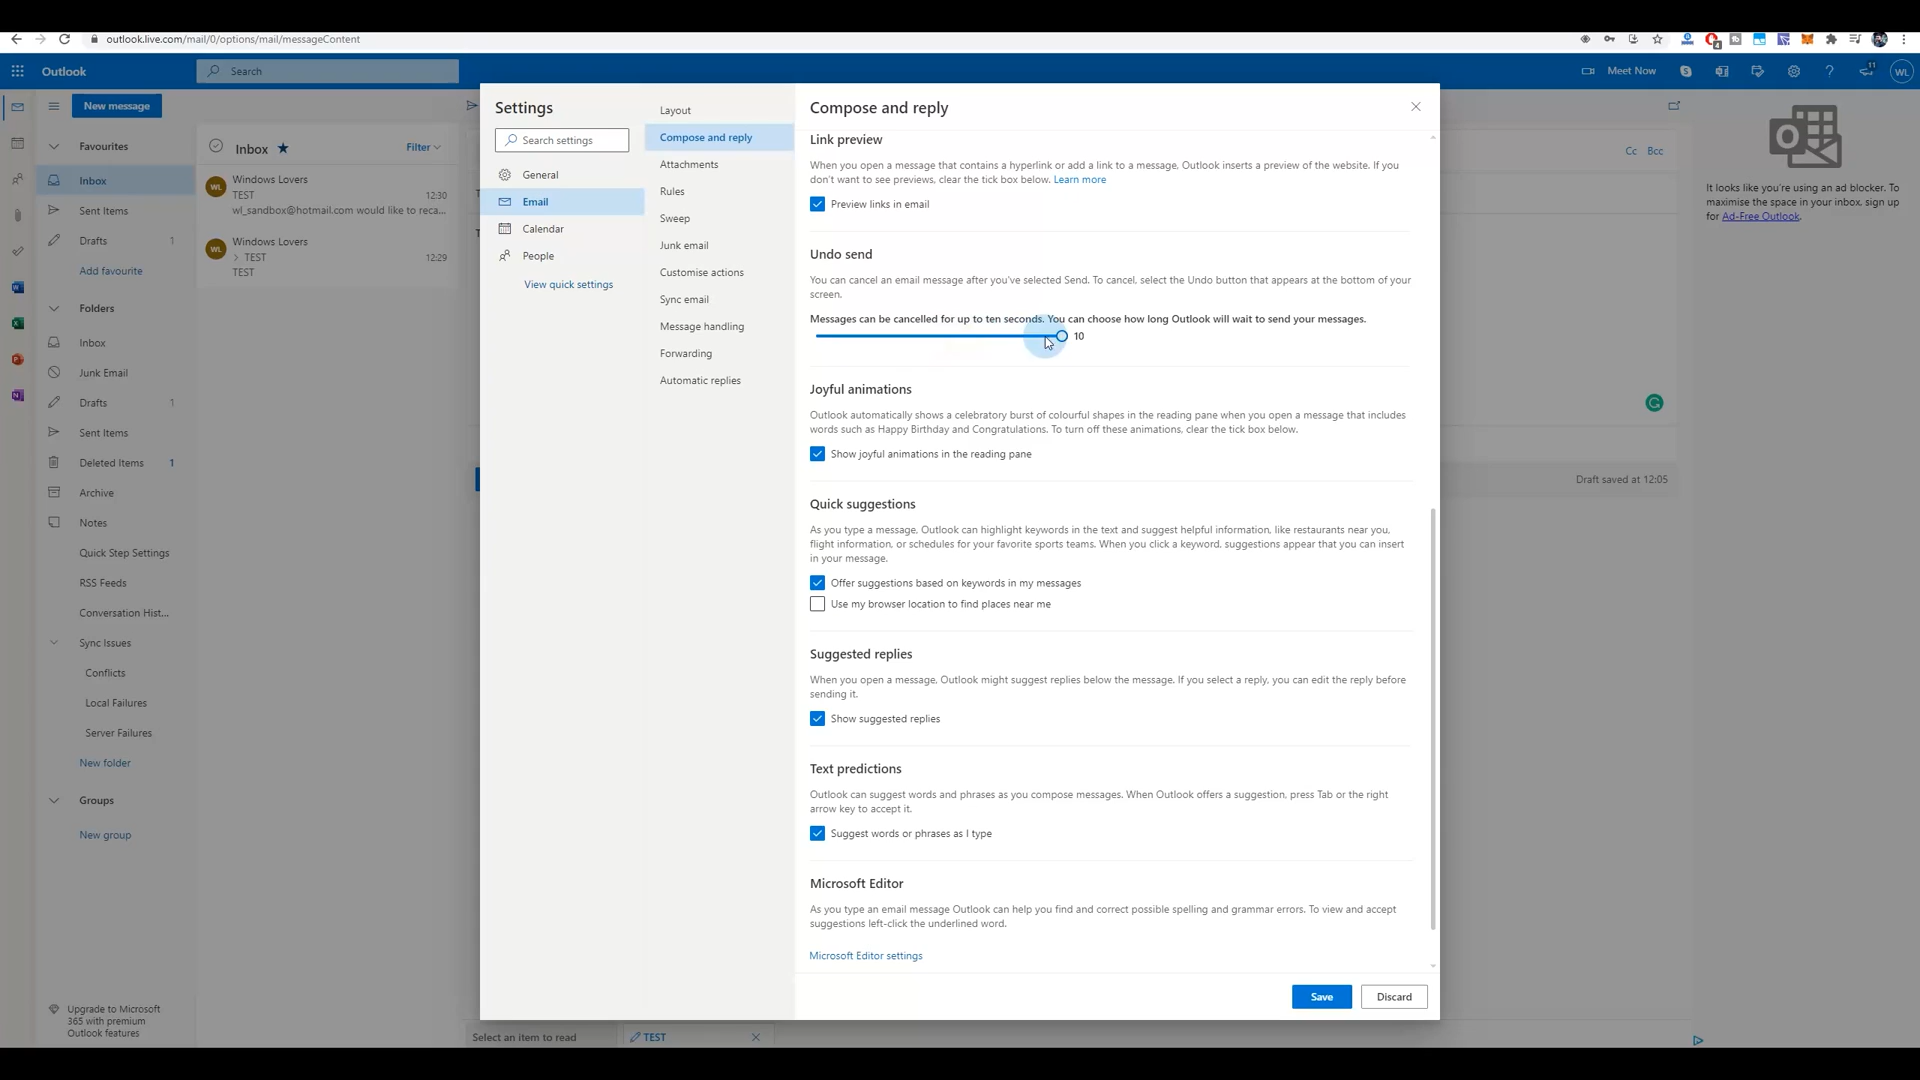 outlook.live.com/mail/0/options/mail/messageContent
Outlook
Search
Meet Now
11
WL
New message
Favourites
Inbox
Sent Items
Drafts 1
Add favourite
Folders
Inbox
Junk Email
Drafts 1
Sent Items
Deleted Items 1
Archive
Notes
Quick Step Settings
RSS Feeds
Conversation Hist...
Sync Issues
Conflicts
Local Failures
Server Failures
New folder
Groups
New group
Upgrade to Microsoft
365 with premium
Outlook features
Inbox
Filter
WL
Windows Lovers
TEST 12:30
wl_sandbox@hotmail.com would like to reca...
WL
Windows Lovers
TEST 12:29
TEST
Settings
Search settings
General
Email
Calendar
People
View quick settings
Layout
Compose and reply
Attachments
Rules
Sweep
Junk email
Customise actions
Sync email
Message handling
Forwarding
Automatic replies
Compose and reply
Link preview
When you open a message that contains a hyperlink or add a link to a message, Outlook inserts a preview of the website. If you
don't want to see previews, clear the tick box below. Learn more
Preview links in email
Undo send
You can cancel an email message after you've selected Send. To cancel, select the Undo button that appears at the bottom of your
screen.
Messages can be cancelled for up to ten seconds. You can choose how long Outlook will wait to send your messages.
10
Joyful animations
Outlook automatically shows a celebratory burst of colourful shapes in the reading pane when you open a message that includes
words such as Happy Birthday and Congratulations. To turn off these animations, clear the tick box below.
Show joyful animations in the reading pane
Quick suggestions
As you type a message, Outlook can highlight keywords in the text and suggest helpful information, like restaurants near you,
flight information, or schedules for your favorite sports teams. When you click a keyword, suggestions appear that you can insert
in your message.
Offer suggestions based on keywords in my messages
Use my browser location to find places near me
Suggested replies
When you open a message, Outlook might suggest replies below the message. If you select a reply, you can edit the reply before
sending it.
Show suggested replies
Text predictions
Outlook can suggest words and phrases as you compose messages. When Outlook offers a suggestion, press Tab or the right
arrow key to accept it.
Suggest words or phrases as I type
Microsoft Editor
As you type an email message Outlook can help you find and correct possible spelling and grammar errors. To view and accept
suggestions left-click the underlined word.
Microsoft Editor settings
Save
Discard
Cc Bcc
Draft saved at 12:05
It looks like you're using an ad blocker. To
maximise the space in your inbox, sign up
for Ad-Free Outlook.
Select an item to read
TEST